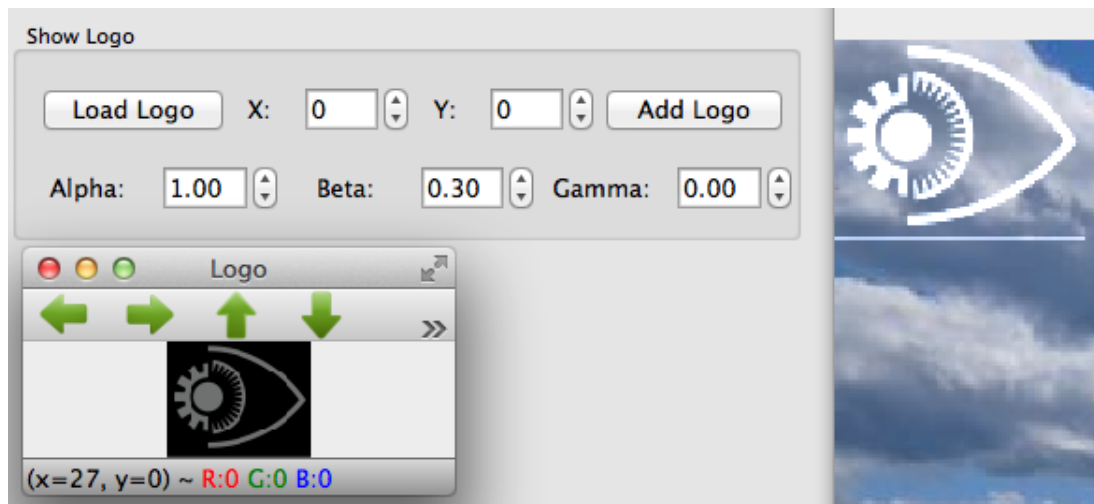 Show Logo
Load Logo X: 0 Y: 0 Add Logo
Alpha: 1.00 Beta: 0.30 Gamma: 0.00
Logo
(x=27, y=0) ~ R:0 G:0 B:0